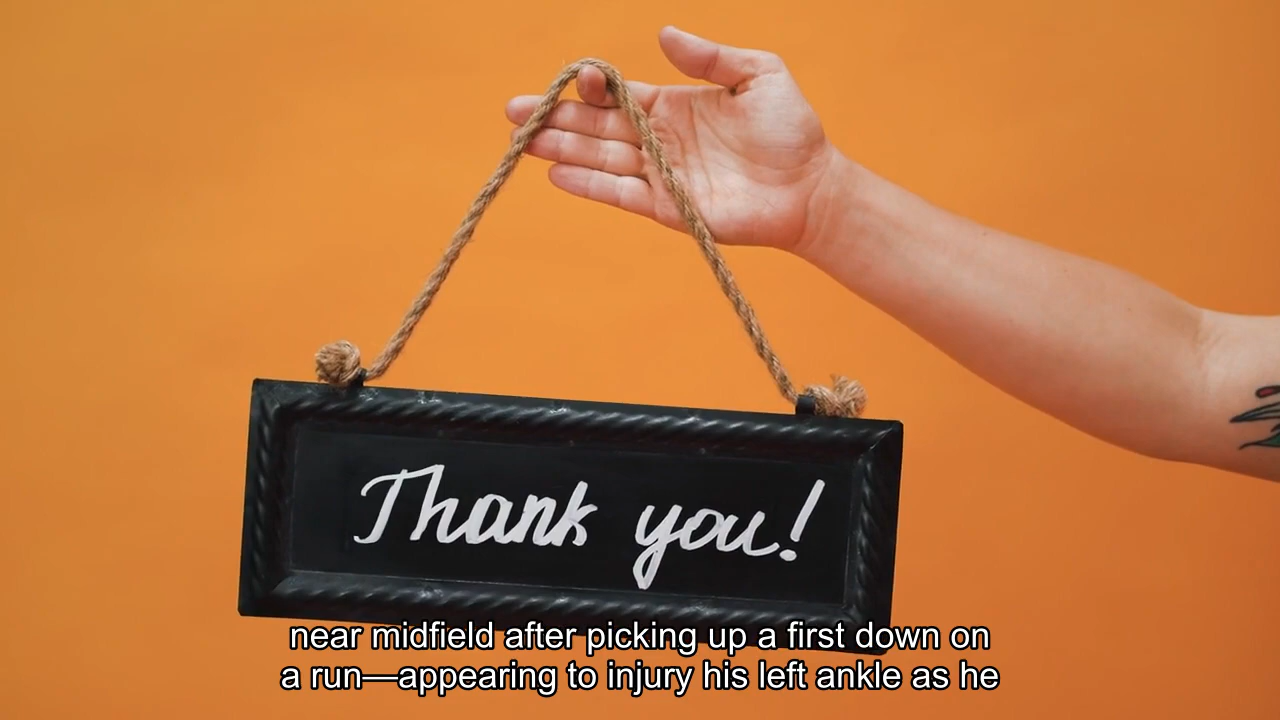 Thank you!
near midfield after picking up a first down on
a run—appearing to injury his left ankle as he